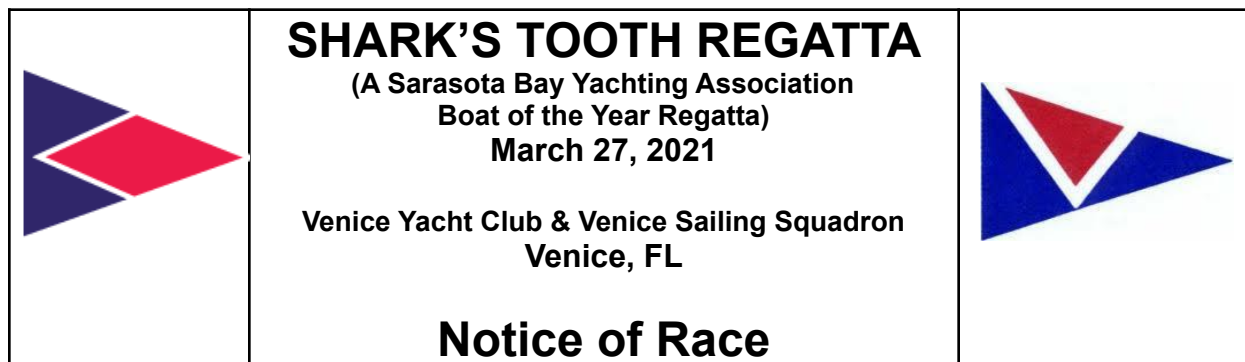 SHARK’S TOOTH REGATTA
(A Sarasota Bay Yachting Association
Boat of the Year Regatta)
March 27, 2021
Venice Yacht Club & Venice Sailing Squadron
Venice, FL
Notice of Race